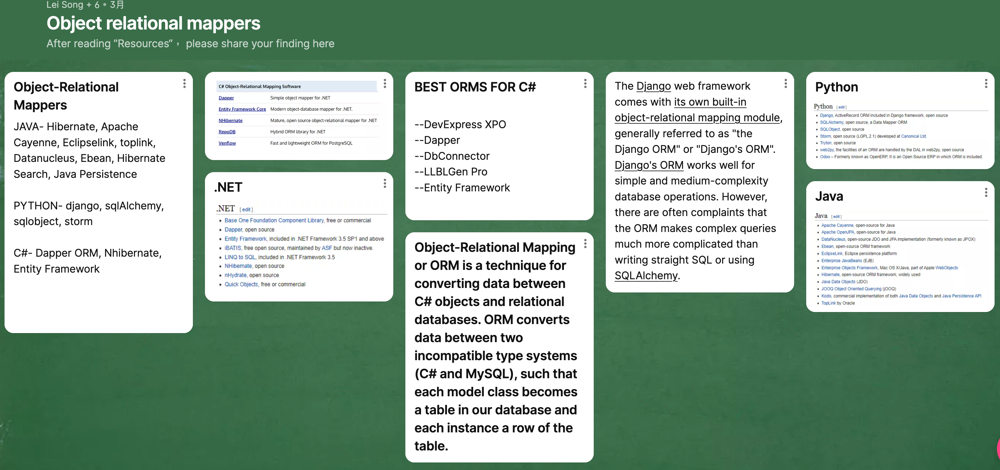 Lei Song + 6 • 3月
Object relational mappers
After reading ”Resources“， please share your finding here
Object-Relational
Mappers
JAVA- Hibernate, Apache
Cayenne, Eclipselink, toplink,
Datanucleus, Ebean, Hibernate
Search, Java Persistence
PYTHON- django, sqlAlchemy,
sqlobject, storm
C#- Dapper ORM, Nhibernate,
Entity Framework
C# Object-Relational Mapping Software
Dapper Simple object mapper for .NET
Entity Framework Core Modern object-database mapper for .NET.
NHibernate Mature, open source object-relational mapper for .NET
RepoDB Hybrid ORM library for .NET
Venflow Fast and lightweight ORM for PostgreSQL
.NET
.NET [ edit ]
• Base One Foundation Component Library, free or commercial
• Dapper, open source
• Entity Framework, included in .NET Framework 3.5 SP1 and above
• iBATIS, free open source, maintained by ASF but now inactive.
• LINQ to SQL, included in .NET Framework 3.5
• NHibernate, open source
• nHydrate, open source
• Quick Objects, free or commercial
BEST ORMS FOR C#
--DevExpress XPO
--Dapper
--DbConnector
--LLBLGen Pro
--Entity Framework
Object-Relational Mapping
or ORM is a technique for
converting data between
C# objects and relational
databases. ORM converts
data between two
incompatible type systems
(C# and MySQL), such that
each model class becomes
a table in our database and
each instance a row of the
table.
The Django web framework
comes with its own built-in
object-relational mapping module,
generally referred to as "the
Django ORM" or "Django's ORM".
Django's ORM works well for
simple and medium-complexity
database operations. However,
there are often complaints that
the ORM makes complex queries
much more complicated than
writing straight SQL or using
SQLAlchemy.
Python
Python [ edit ]
• Django, ActiveRecord ORM included in Django framework, open source
• SQLAlchemy, open source, a Data Mapper ORM
• SQLObject, open source
• Storm, open source (LGPL 2.1) developed at Canonical Ltd.
• Tryton, open source
• web2py, the facilities of an ORM are handled by the DAL in web2py, open source
• Odoo – Formerly known as OpenERP, It is an Open Source ERP in which ORM is included.
Java
Java [ edit ]
• Apache Cayenne, open-source for Java
• Apache OpenJPA, open-source for Java
• DataNucleus, open-source JDO and JPA implementation (formerly known as JPOX)
• Ebean, open-source ORM framework
• EclipseLink, Eclipse persistence platform
• Enterprise JavaBeans (EJB)
• Enterprise Objects Framework, Mac OS X/Java, part of Apple WebObjects
• Hibernate, open-source ORM framework, widely used
• Java Data Objects (JDO)
• JOOQ Object Oriented Querying (jOOQ)
• Kodo, commercial implementation of both Java Data Objects and Java Persistence API
• TopLink by Oracle